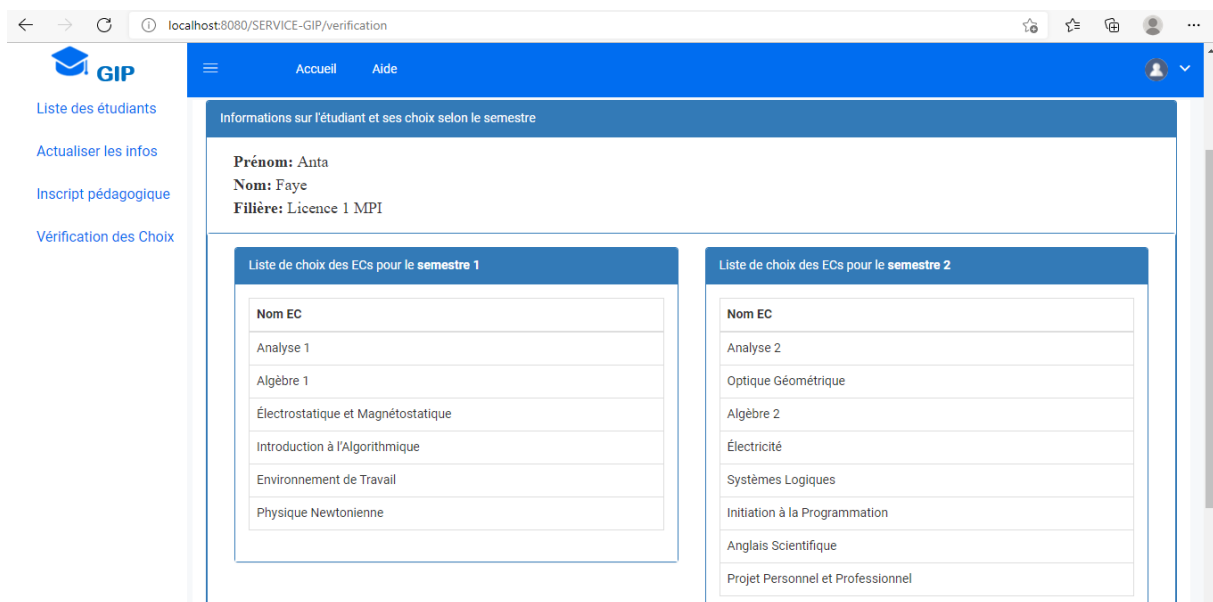 localhost:8080/SERVICE-GIP/verification
GIP
Accueil Aide
Liste des étudiants
Actualiser les infos
Inscript pédagogique
Vérification des Choix
Informations sur l'étudiant et ses choix selon le semestre
Prénom: Anta
Nom: Faye
Filière: Licence 1 MPI
Liste de choix des ECs pour le semestre 1
Nom EC
Analyse 1
Algèbre 1
Électrostatique et Magnétostatique
Introduction à l'Algorithmique
Environnement de Travail
Physique Newtonienne
Liste de choix des ECs pour le semestre 2
Nom EC
Analyse 2
Optique Géométrique
Algèbre 2
Électricité
Systèmes Logiques
Initiation à la Programmation
Anglais Scientifique
Projet Personnel et Professionnel